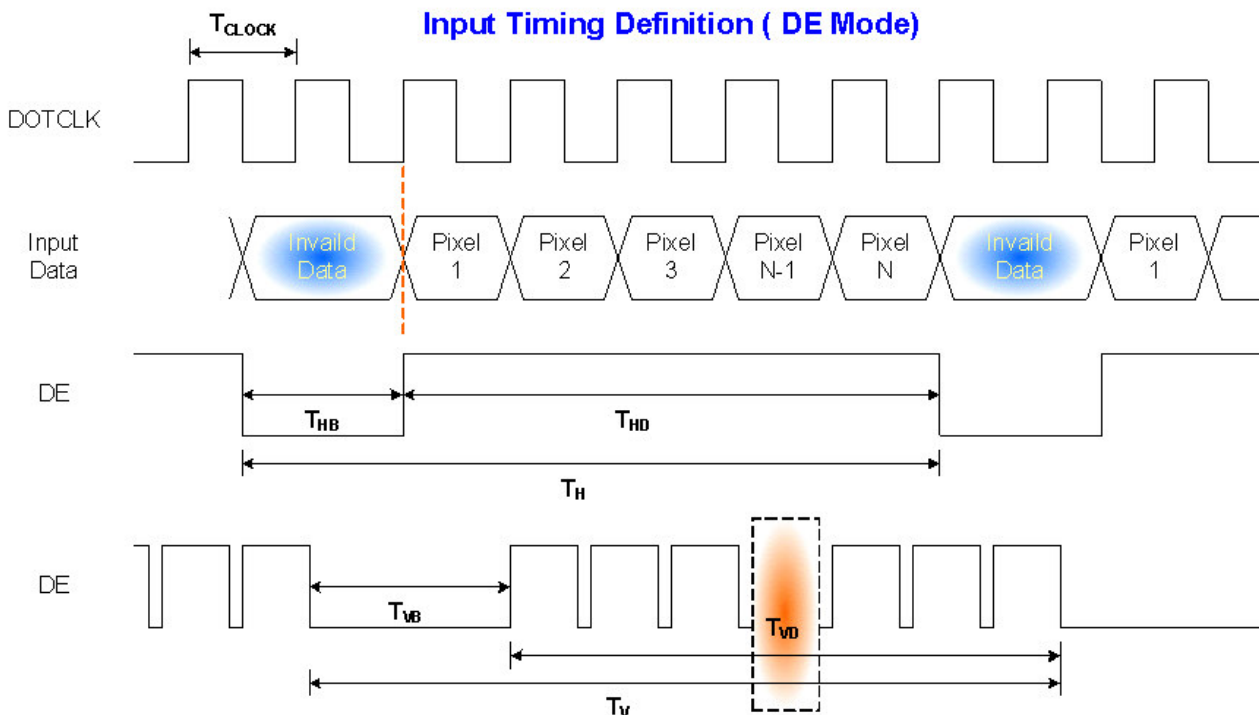 Input Timing Definition ( DE Mode)
TCLOCK
DOTCLK
Input
Data
Invaild
Data
Pixel
1
Pixel
2
Pixel
3
Pixel
N-1
Pixel
N
Invaild
Data
Pixel
1
DE
THB
THD
TH
DE
TVB
TVD
TV